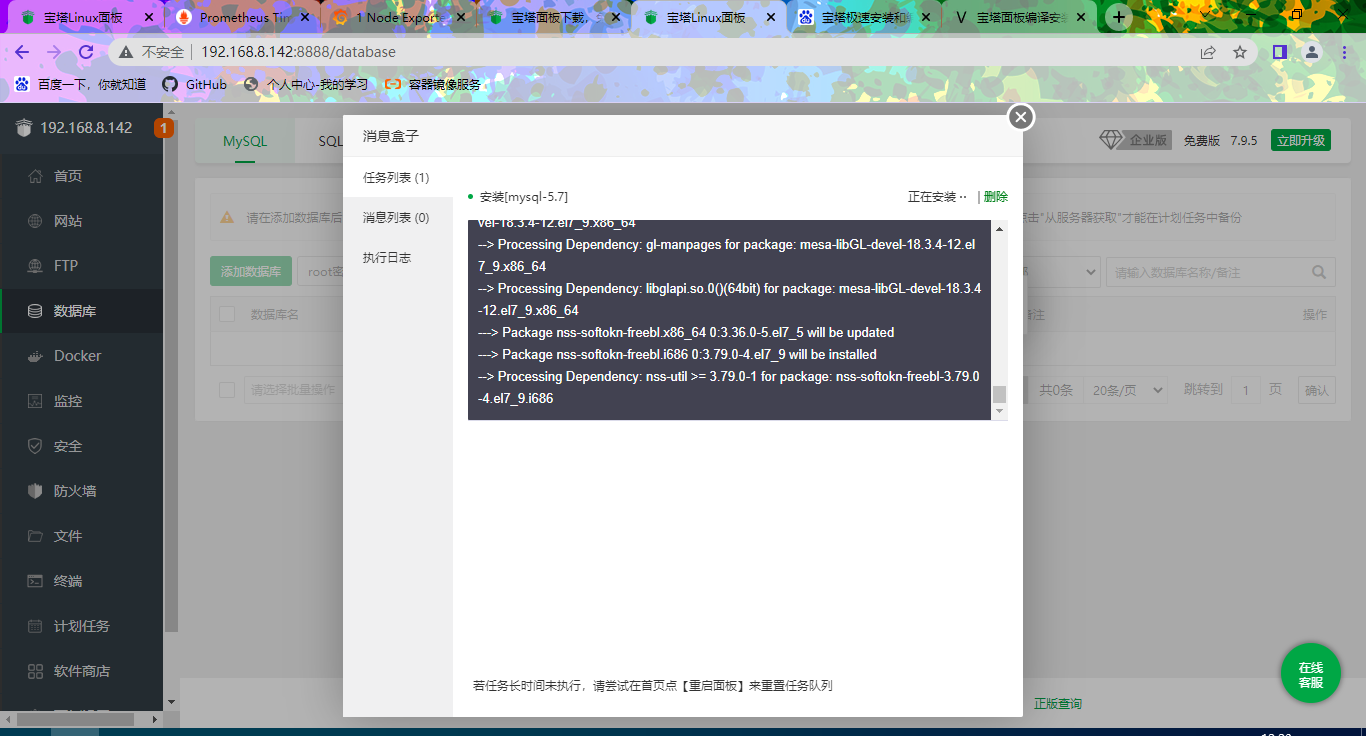 宝塔Linux面板
Prometheus Tim
1 Node Exporte
宝塔面板下载，
宝塔Linux面板
宝塔极速安装和
宝塔面板编译安
不安全 192.168.8.142:8888/database
百度一下，你就知道
GitHub
个人中心-我的学习
容器镜像服务
192.168.8.142
1
首页
网站
FTP
数据库
Docker
监控
安全
防火墙
文件
终端
计划任务
软件商店
MySQL
SQL
企业版
免费版
7.9.5
立即升级
请在添加数据库后
点击"从服务器获取"才能在计划任务中备份
添加数据库
root密
请输入数据库名称/备注
数据库名
备注
操作
请选择批量操作
共0条
20条/页
跳转到
1
页
确认
消息盒子
任务列表 (1)
消息列表 (0)
执行日志
安装[mysql-5.7]
正在安装 ·· | 删除
vel-18.3.4-12.el7_9.x86_64
--> Processing Dependency: gl-manpages for package: mesa-libGL-devel-18.3.4-12.el
7_9.x86_64
--> Processing Dependency: libglapi.so.0()(64bit) for package: mesa-libGL-devel-18.3.4
-12.el7_9.x86_64
---> Package nss-softokn-freebl.x86_64 0:3.36.0-5.el7_5 will be updated
---> Package nss-softokn-freebl.i686 0:3.79.0-4.el7_9 will be installed
--> Processing Dependency: nss-util >= 3.79.0-1 for package: nss-softokn-freebl-3.79.0
-4.el7_9.i686
若任务长时间未执行，请尝试在首页点【重启面板】来重置任务队列
正版查询
在线
客服